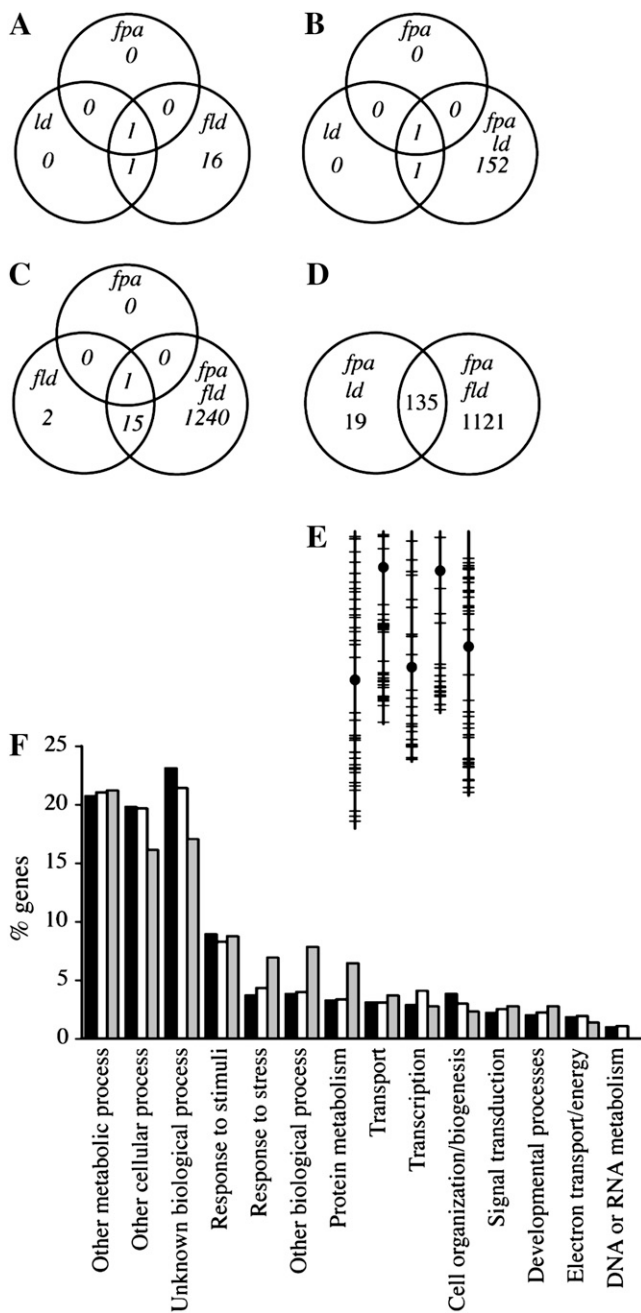 A
fpa
0
0
0
ld
1
fld
0
1
16
B
fpa
0
0
0
ld
1
fpa
ld
0
1
152
C
fpa
0
0
0
fld
1
fpa
fld
2
15
1240
D
fpa
ld
19
135
fpa
fld
1121
E
F
25
20
15
10
5
0
% genes
Other metabolic process
Other cellular process
Unknown biological process
Response to stimuli
Response to stress
Other biological process
Protein metabolism
Transport
Transcription
Cell organization/biogenesis
Signal transduction
Developmental processes
Electron transport/energy
DNA or RNA metabolism